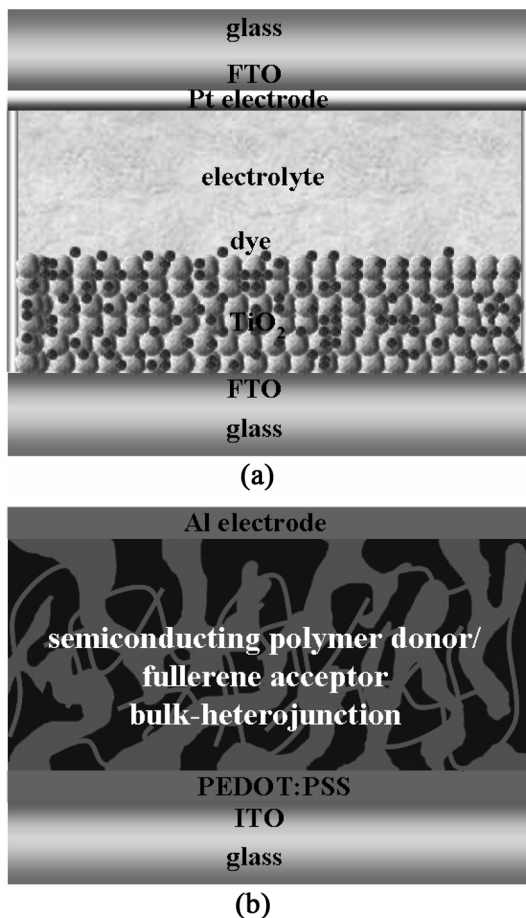 glass
FTO
Pt electrode
electrolyte
dye
TiO₂
FTO
glass
(a)
Al electrode
semiconducting polymer donor/
fullerene acceptor
bulk-heterojunction
PEDOT:PSS
ITO
glass
(b)